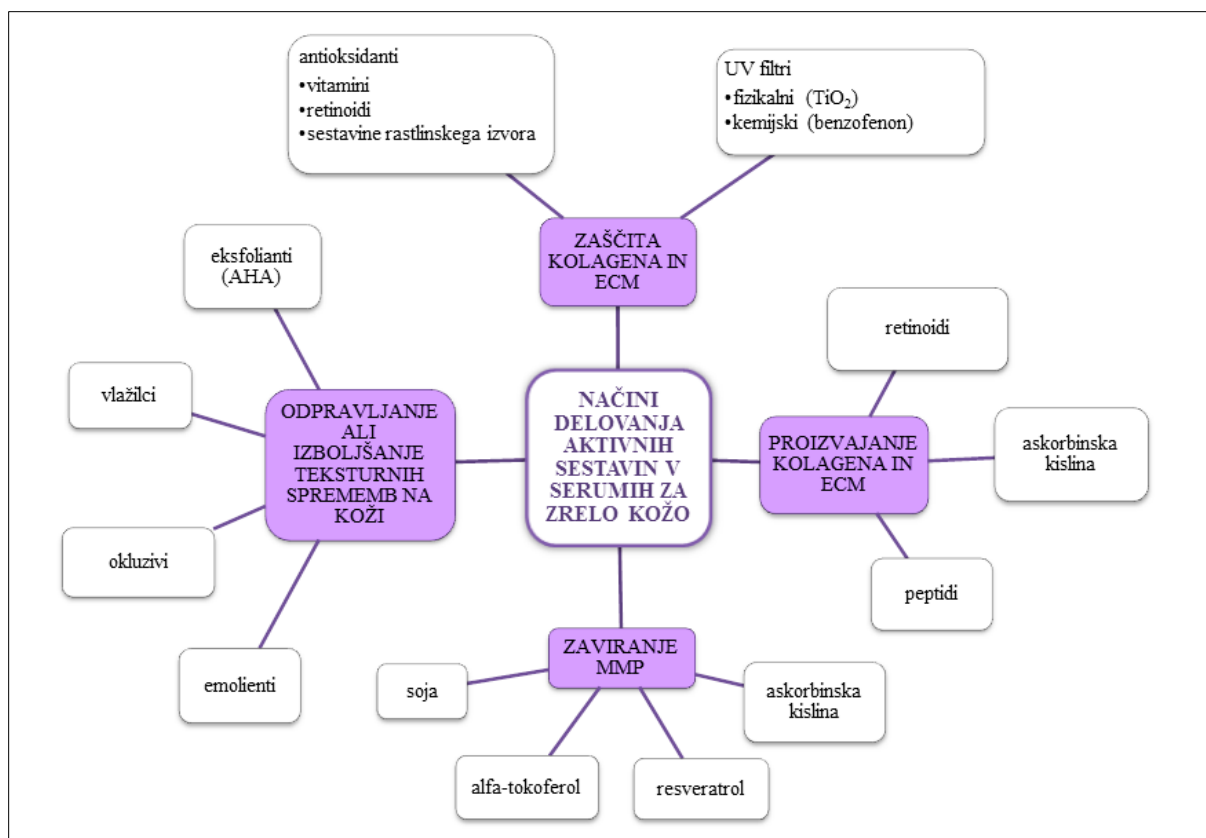 antioksidanti
•vitamini
•retinoidi
•sestavine rastlinskega izvora
UV filtri
•fizikalni (TiO₂)
•kemijski (benzofenon)
ZAŠČITA
KOLAGENA IN
ECM
eksfolianti
(AHA)
vlažilci
okluzivi
emolienti
ODPRAVLJANJE
ALI
IZBOLJŠANJE
TEKSTURNIH
SPREMEMB NA
KOŽI
NAČINI
DELOVANJA
AKTIVNIH
SESTAVIN V
SERUMIH ZA
ZRELO KOŽO
PROIZVAJANJE
KOLAGENA IN
ECM
retinoidi
askorbinska
kislina
peptidi
ZAVIRANJE
MMP
soja
alfa-tokoferol
resveratrol
askorbinska
kislina